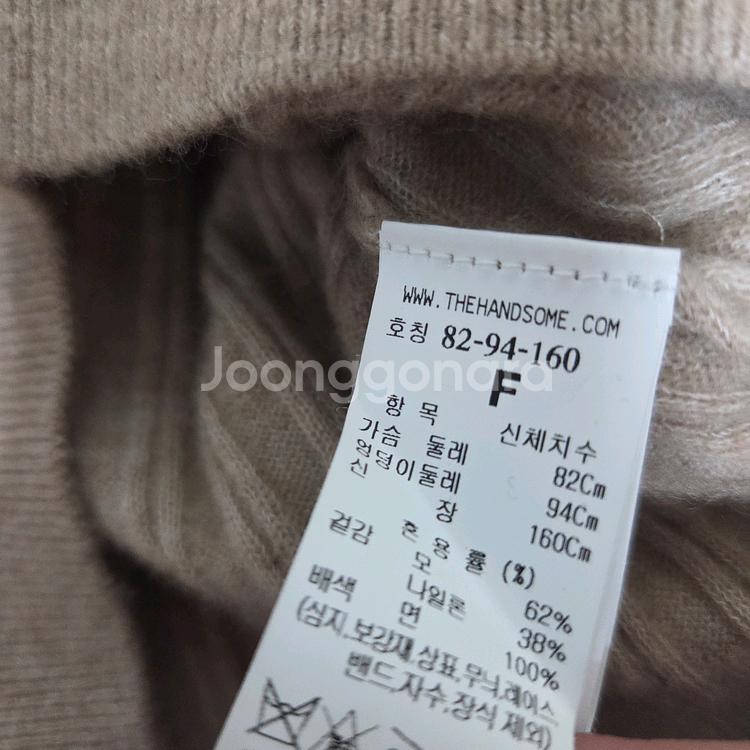 WWW.THEHANDSOME.COM
호칭 82-94-160
F
Joonggonara
항 목 신체치수
가슴 둘레 82Cm
엉덩이둘레 94Cm
신 장 160Cm
겉감 혼 용 률 (%)
모 62%
나일론 38%
배색 면 100%
(심지,보강재,상표,무늬,레이스
밴드,자수,장식 제외)